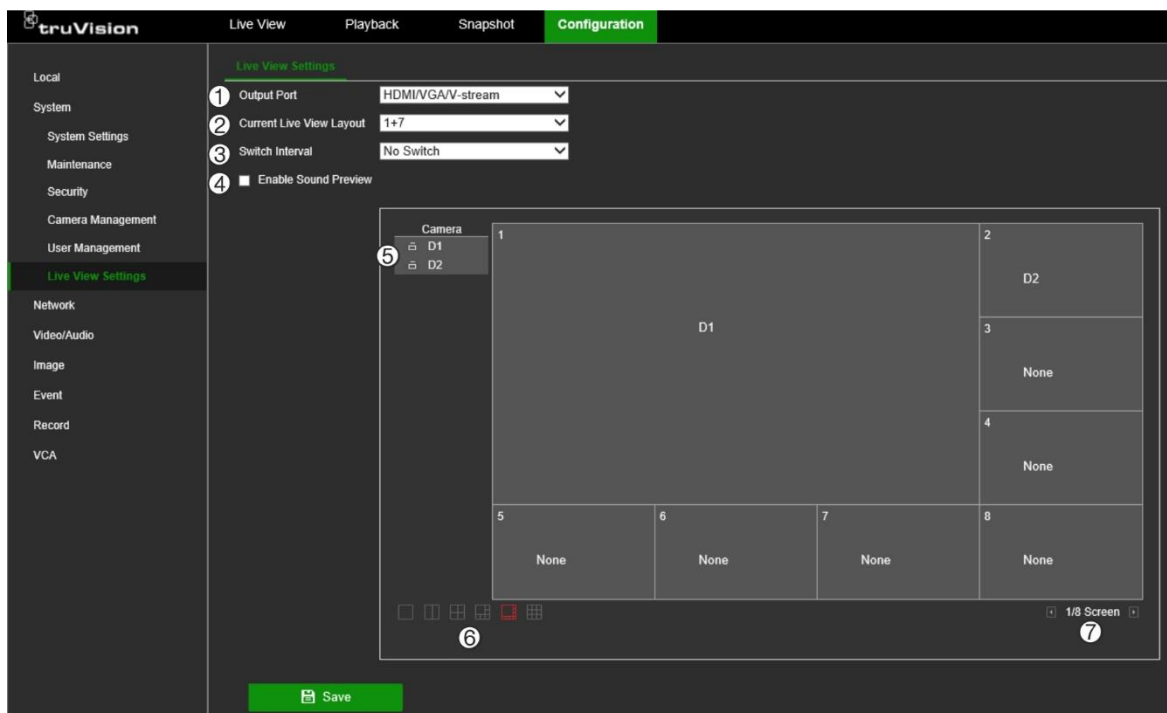 truVision
Live View Playback Snapshot Configuration
Local
System
System Settings
Maintenance
Security
Camera Management
User Management
Live View Settings
Network
Video/Audio
Image
Event
Record
VCA
Live View Settings
1 Output Port HDMI/VGA/V-stream
2 Current Live View Layout 1+7
3 Switch Interval No Switch
4 Enable Sound Preview
Camera
5 D1
D2
1
D1
2
D2
3
None
4
None
5
None
6
None
7
None
8
None
6
1/8 Screen
7
Save